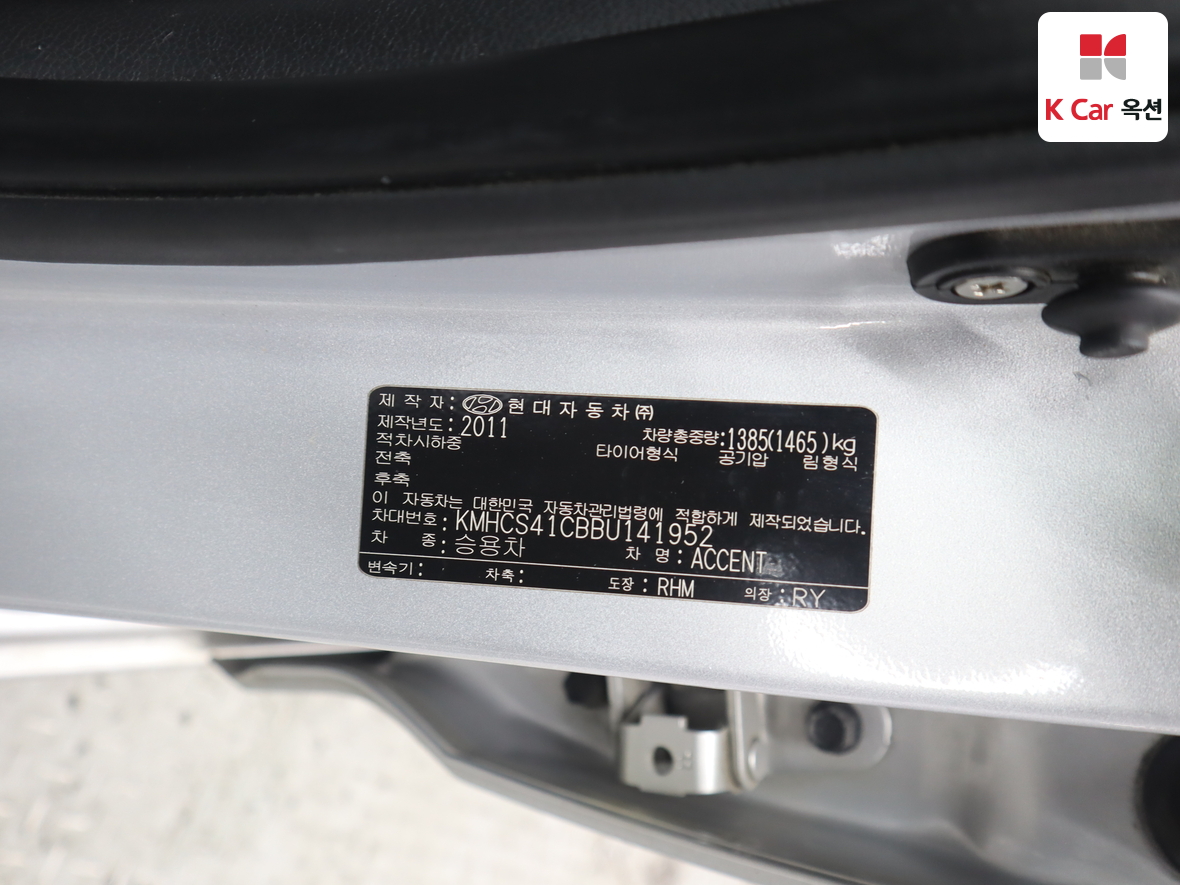 K Car 옥션
제 작 자 : 현 대 자 동 차 ㈜
제작년도 : 2011 차량총중량 : 1385(1465)kg
적차시하중 타이어형식 공기압 림형식
전축
후축
이 자동차는 대한민국 자동차관리법령에 적합하게 제작되었습니다.
차대번호 : KMHCS41CBBU141952
차 종 : 승용차 차 명 : ACCENT
변속기 : 차축 : 도장 : RHM 의장 : RY